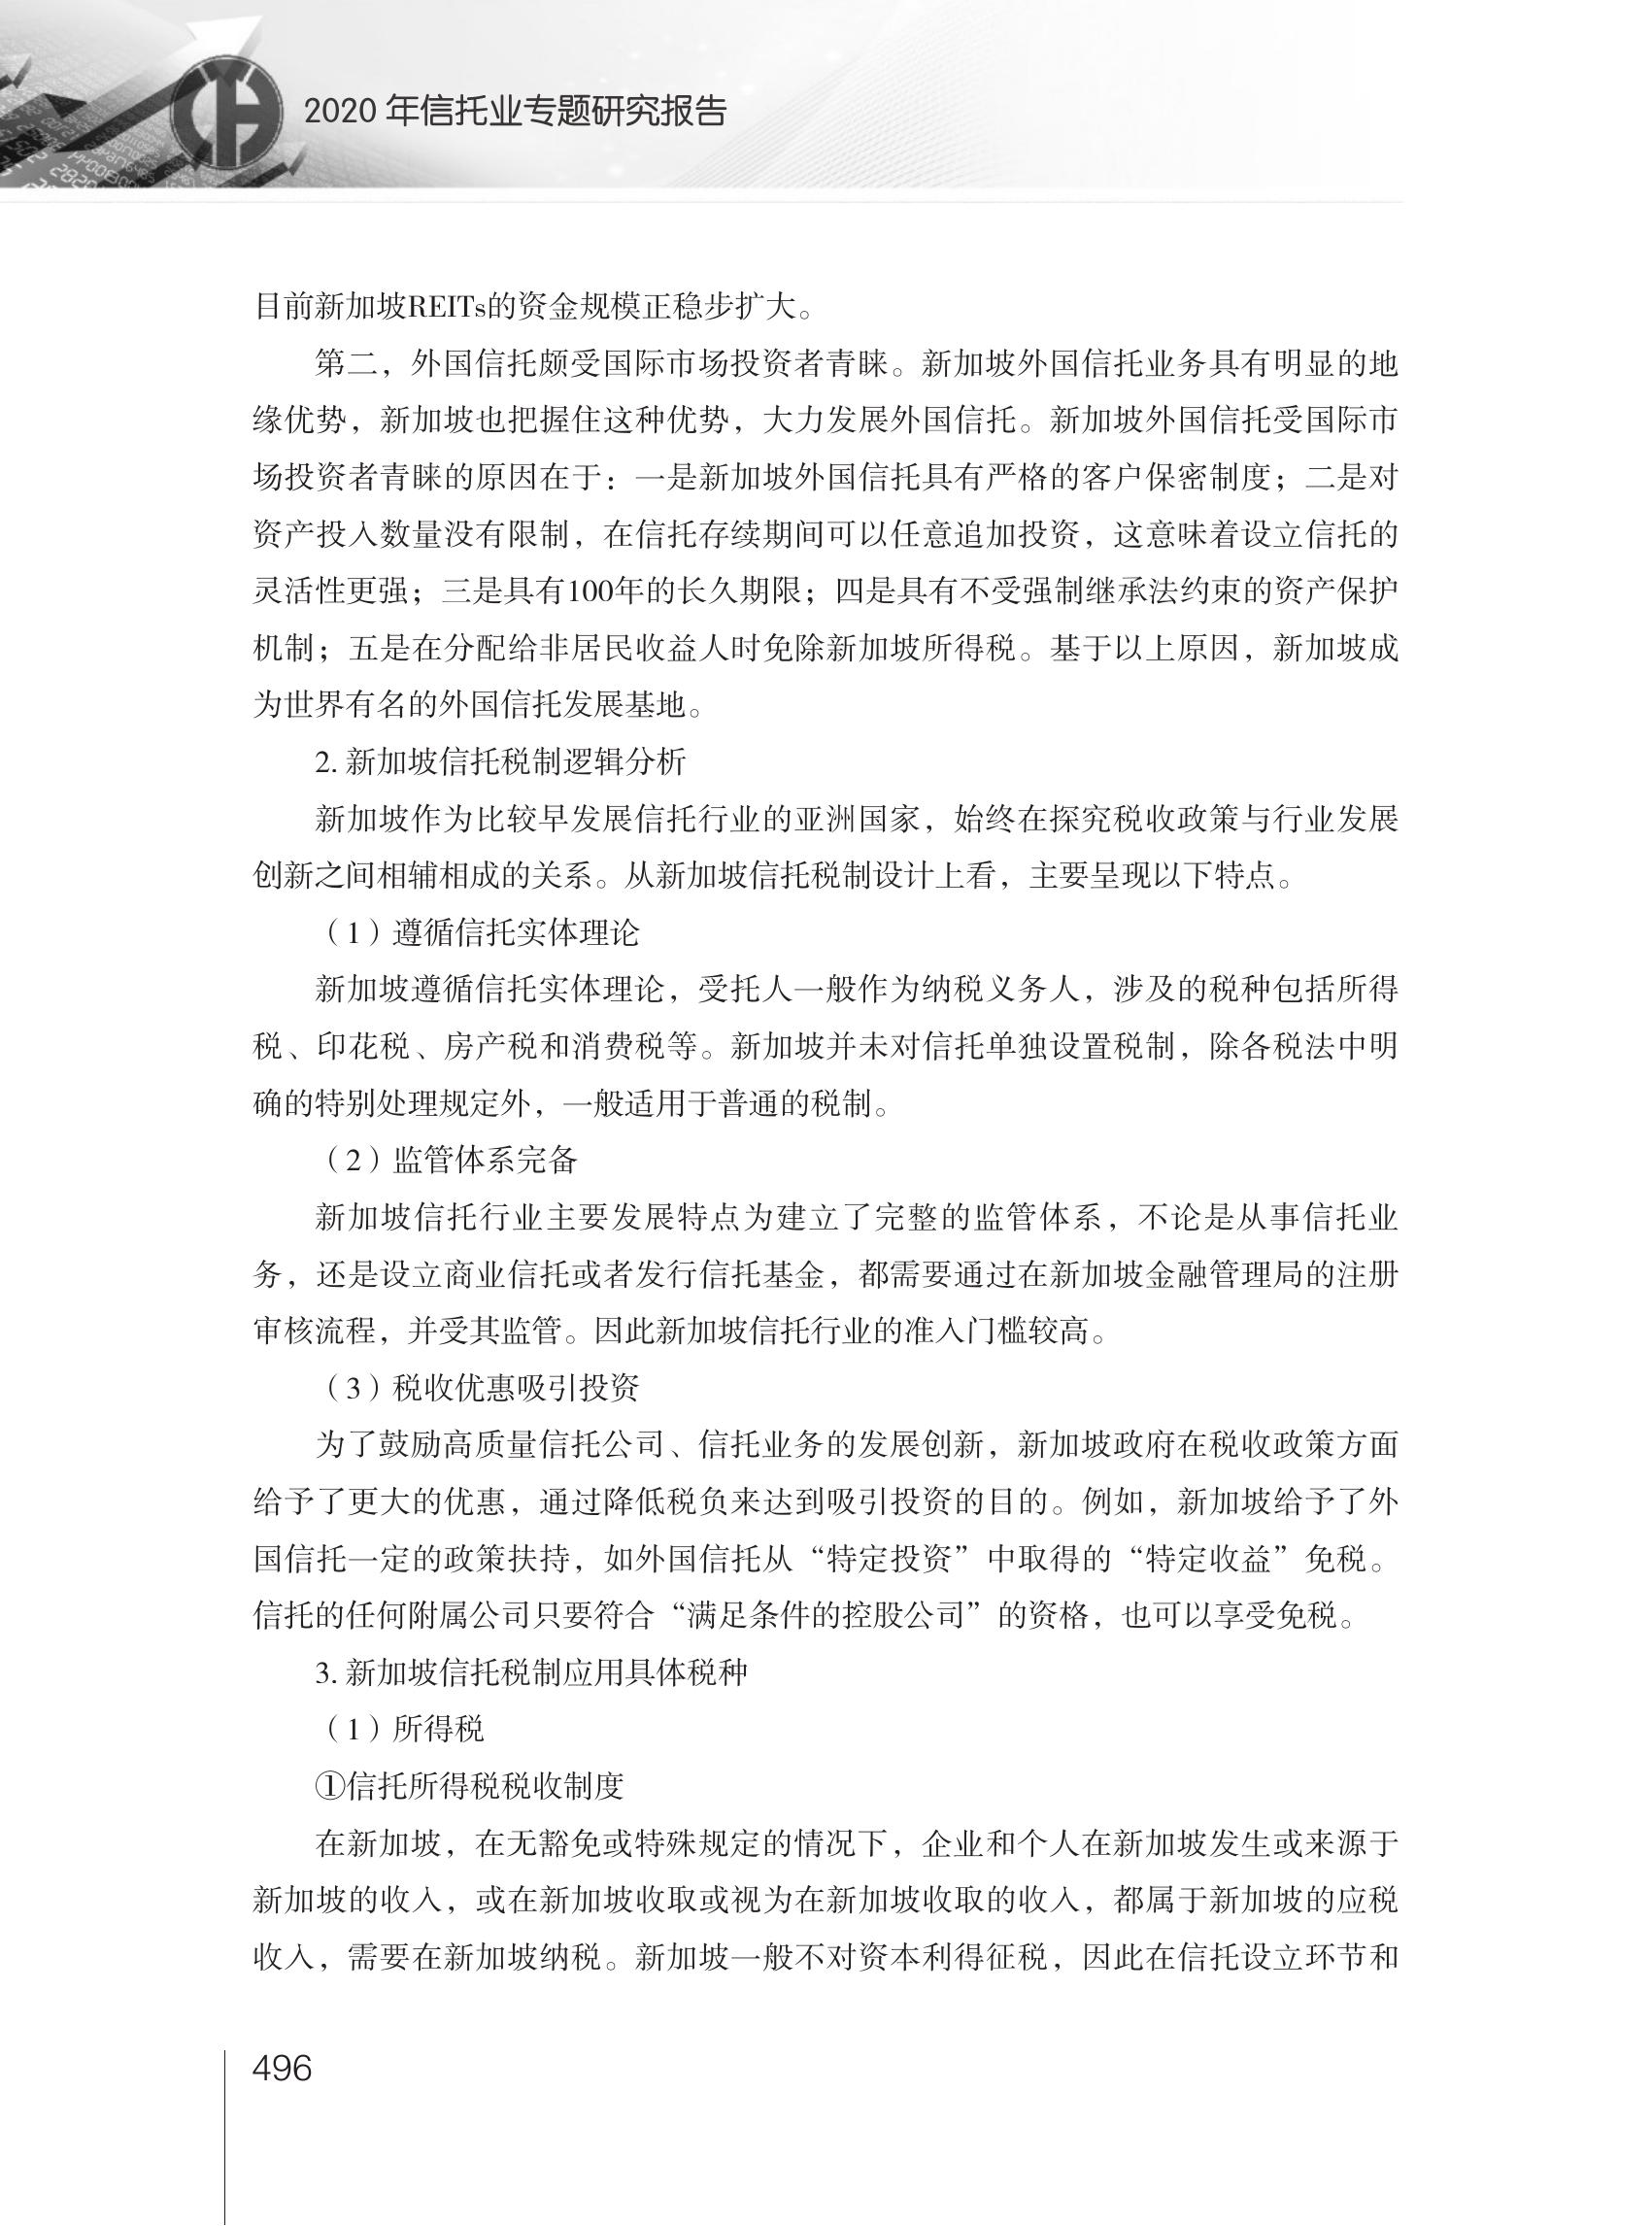 2020 年信托业专题研究报告
目前新加坡REITs的资金规模正稳步扩大。
第二，外国信托颇受国际市场投资者青睐。新加坡外国信托业务具有明显的地
缘优势，新加坡也把握住这种优势，大力发展外国信托。新加坡外国信托受国际市
场投资者青睐的原因在于：一是新加坡外国信托具有严格的客户保密制度；二是对
资产投入数量没有限制，在信托存续期间可以任意追加投资，这意味着设立信托的
灵活性更强；三是具有100年的长久期限；四是具有不受强制继承法约束的资产保护
机制；五是在分配给非居民收益人时免除新加坡所得税。基于以上原因，新加坡成
为世界有名的外国信托发展基地。
2. 新加坡信托税制逻辑分析
新加坡作为比较早发展信托行业的亚洲国家，始终在探究税收政策与行业发展
创新之间相辅相成的关系。从新加坡信托税制设计上看，主要呈现以下特点。
（1）遵循信托实体理论
新加坡遵循信托实体理论，受托人一般作为纳税义务人，涉及的税种包括所得
税、印花税、房产税和消费税等。新加坡并未对信托单独设置税制，除各税法中明
确的特别处理规定外，一般适用于普通的税制。
（2）监管体系完备
新加坡信托行业主要发展特点为建立了完整的监管体系，不论是从事信托业
务，还是设立商业信托或者发行信托基金，都需要通过在新加坡金融管理局的注册
审核流程，并受其监管。因此新加坡信托行业的准入门槛较高。
（3）税收优惠吸引投资
为了鼓励高质量信托公司、信托业务的发展创新，新加坡政府在税收政策方面
给予了更大的优惠，通过降低税负来达到吸引投资的目的。例如，新加坡给予了外
国信托一定的政策扶持，如外国信托从“特定投资”中取得的“特定收益”免税。
信托的任何附属公司只要符合“满足条件的控股公司”的资格，也可以享受免税。
3. 新加坡信托税制应用具体税种
（1）所得税
①信托所得税税收制度
在新加坡，在无豁免或特殊规定的情况下，企业和个人在新加坡发生或来源于
新加坡的收入，或在新加坡收取或视为在新加坡收取的收入，都属于新加坡的应税
收入，需要在新加坡纳税。新加坡一般不对资本利得征税，因此在信托设立环节和
496